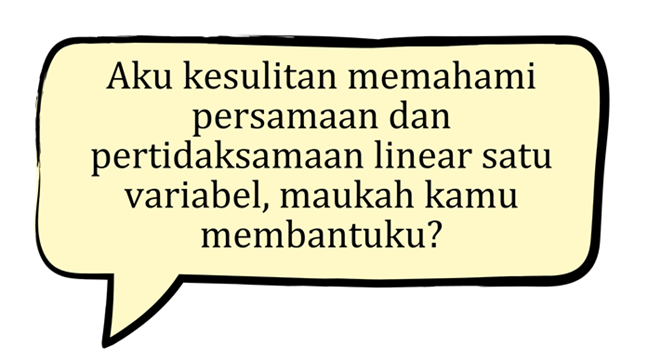 Aku kesulitan memahami
persamaan dan
pertidaksamaan linear satu
variabel, maukah kamu
membantuku?